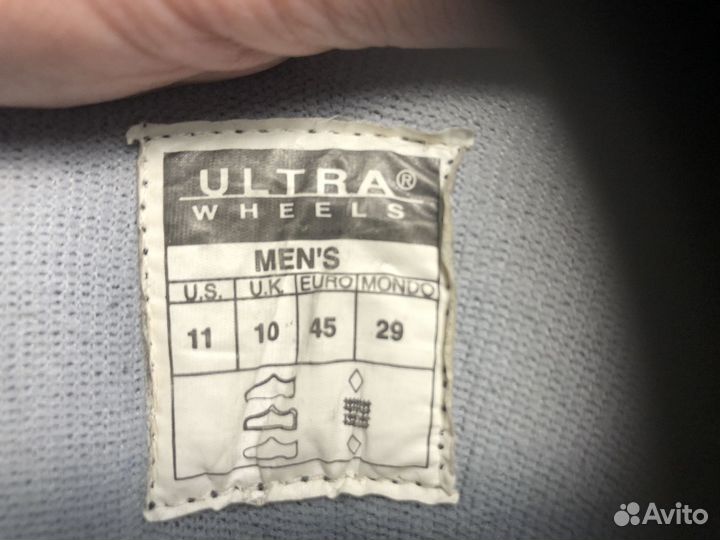 ULTRA®
WHEELS
MEN'S
U.S. U.K. EURO MONDO
11 10 45 29
Avito